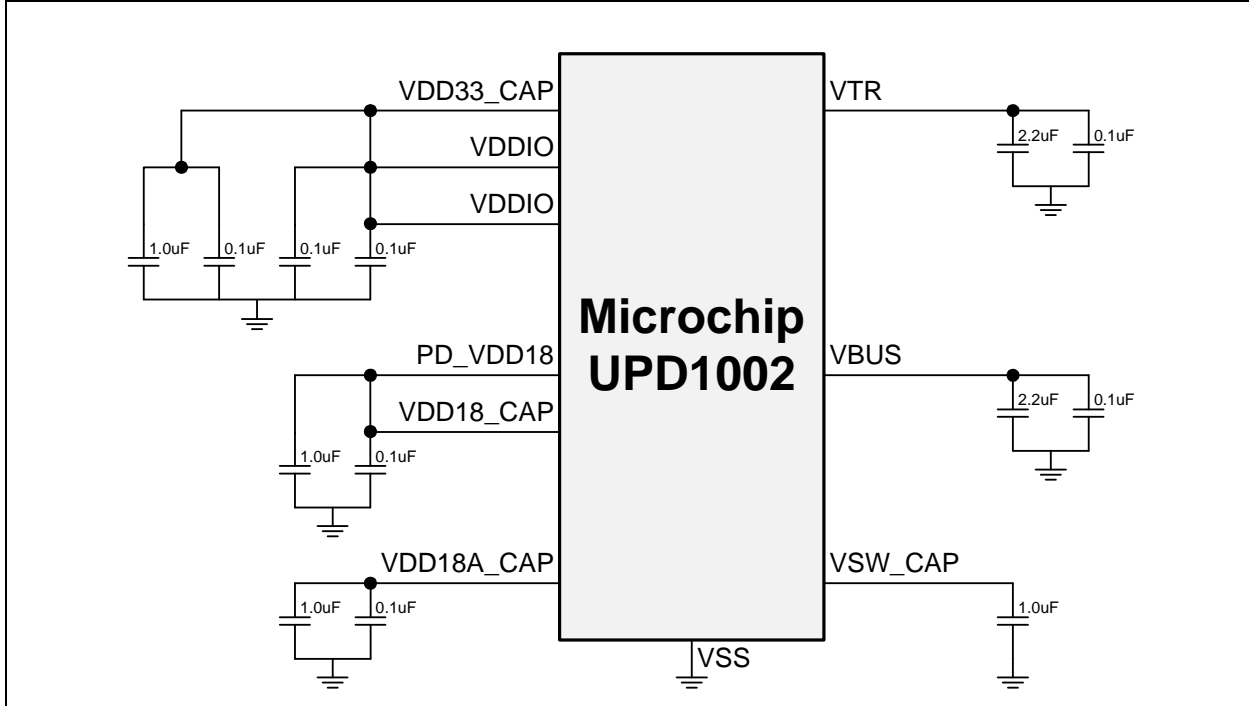 VDD33_CAP
VTR
2.2uF
0.1uF
VDDIO
VDDIO
1.0uF
0.1uF
0.1uF
0.1uF
Microchip
UPD1002
PD_VDD18
VBUS
2.2uF
0.1uF
VDD18_CAP
1.0uF
0.1uF
VDD18A_CAP
VSW_CAP
1.0uF
0.1uF
1.0uF
VSS